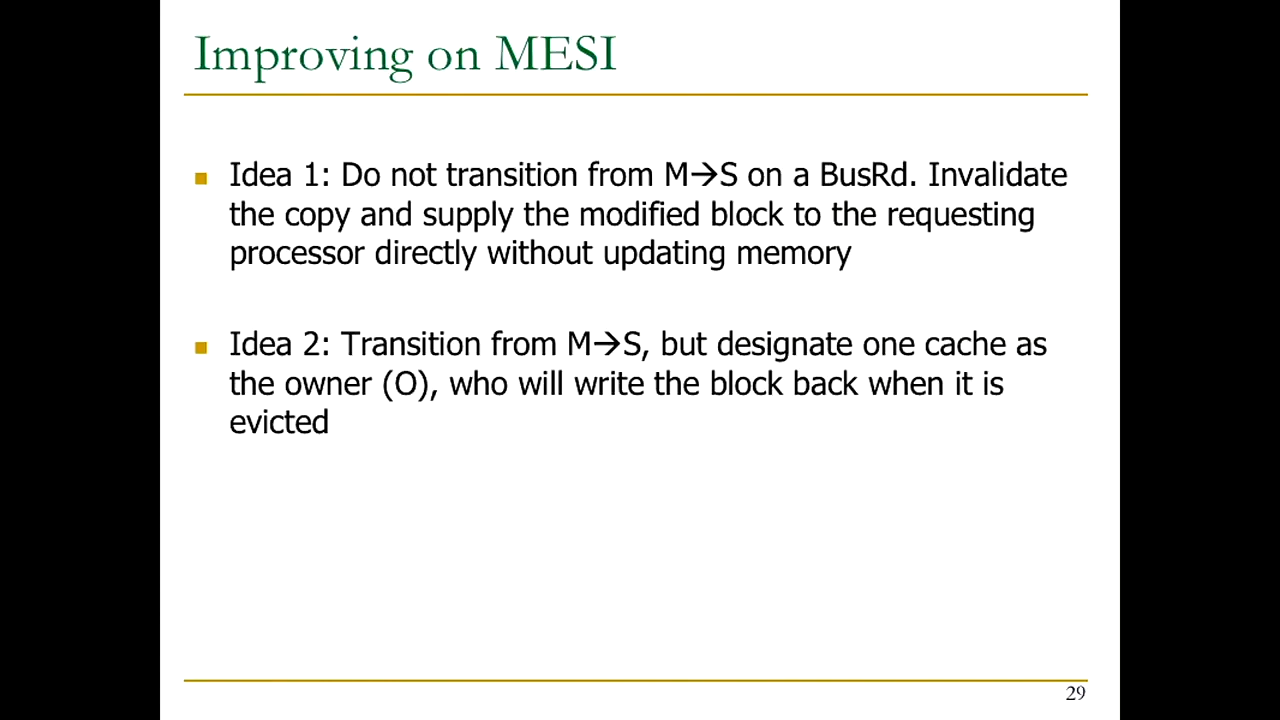 Improving on MESI
Idea 1: Do not transition from M→S on a BusRd. Invalidate
the copy and supply the modified block to the requesting
processor directly without updating memory
Idea 2: Transition from M→S, but designate one cache as
the owner (O), who will write the block back when it is
evicted
29